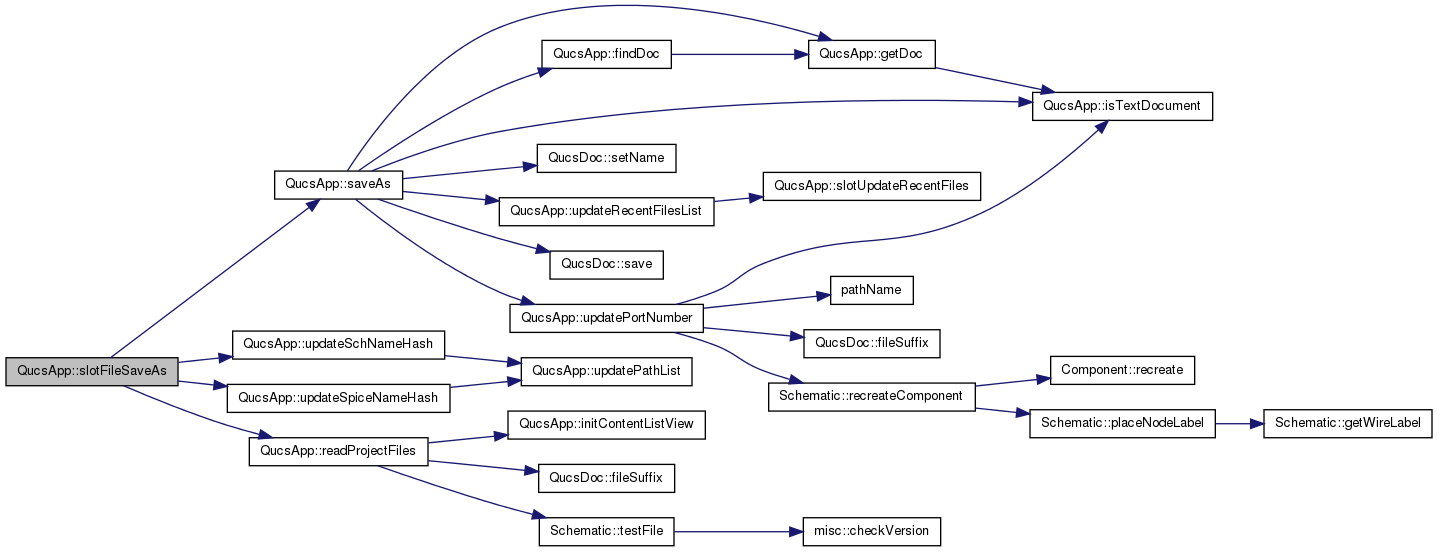 QucsApp::findDoc
QucsApp::getDoc
QucsApp::isTextDocument
QucsDoc::setName
QucsApp::saveAs
QucsApp::slotUpdateRecentFiles
QucsApp::updateRecentFilesList
QucsDoc::save
pathName
QucsApp::updatePortNumber
QucsApp::updateSchNameHash
QucsDoc::fileSuffix
QucsApp::slotFileSaveAs
QucsApp::updatePathList
Component::recreate
QucsApp::updateSpiceNameHash
Schematic::recreateComponent
QucsApp::initContentListView
Schematic::placeNodeLabel
Schematic::getWireLabel
QucsApp::readProjectFiles
QucsDoc::fileSuffix
Schematic::testFile
misc::checkVersion